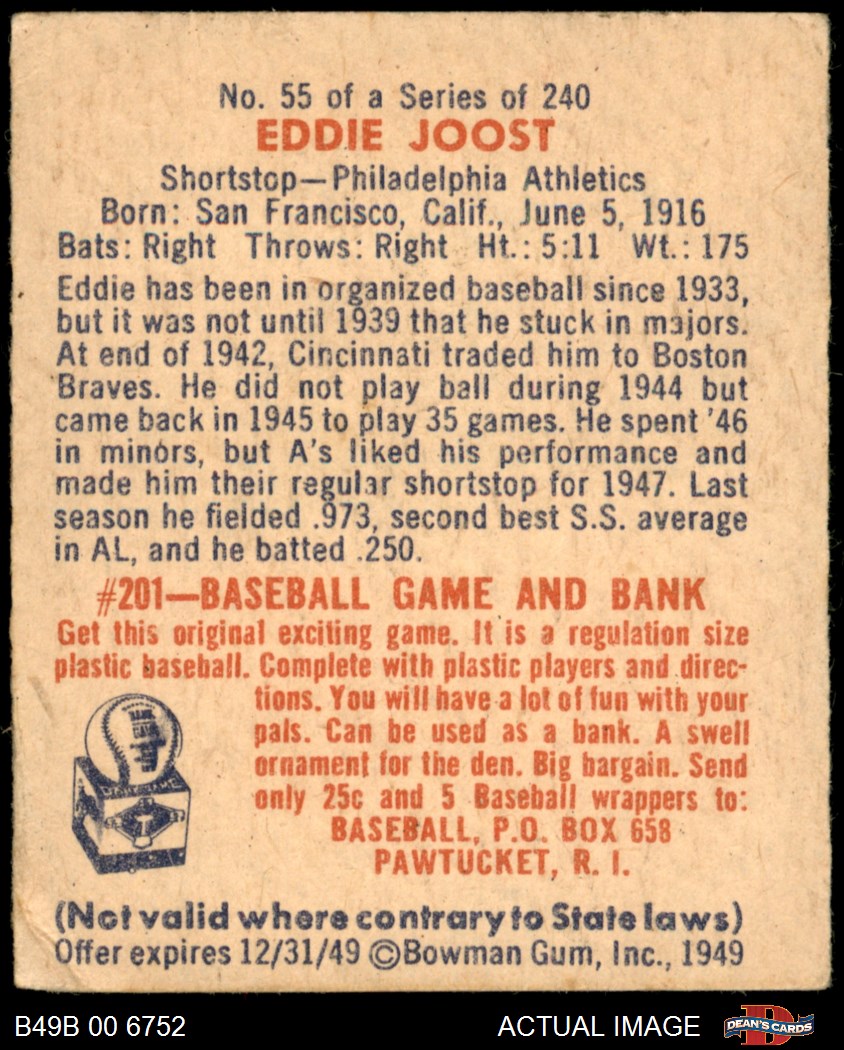 No. 55 of a Series of 240
EDDIE JOOST
Shortstop—Philadelphia Athletics
Born: San Francisco, Calif., June 5, 1916
Bats: Right Throws: Right Ht.: 5:11 Wt.: 175
Eddie has been in organized baseball since 1933,
but it was not until 1939 that he stuck in majors.
At end of 1942, Cincinnati traded him to Boston
Braves. He did not play ball during 1944 but
came back in 1945 to play 35 games. He spent '46
in minors, but A's liked his performance and
made him their regular shortstop for 1947. Last
season he fielded .973, second best S.S. average
in AL, and he batted .250.
#201—BASEBALL GAME AND BANK
Get this original exciting game. It is a regulation size
plastic baseball. Complete with plastic players and direc-
tions. You will have a lot of fun with your
pals. Can be used as a bank. A swell
ornament for the den. Big bargain. Send
only 25c and 5 Baseball wrappers to:
BASEBALL, P.O. BOX 658
PAWTUCKET, R. I.
(Not valid where contrary to State laws)
Offer expires 12/31/49 ©Bowman Gum, Inc., 1949
B49B 00 6752
ACTUAL IMAGE
D
DEAN'S CARDS